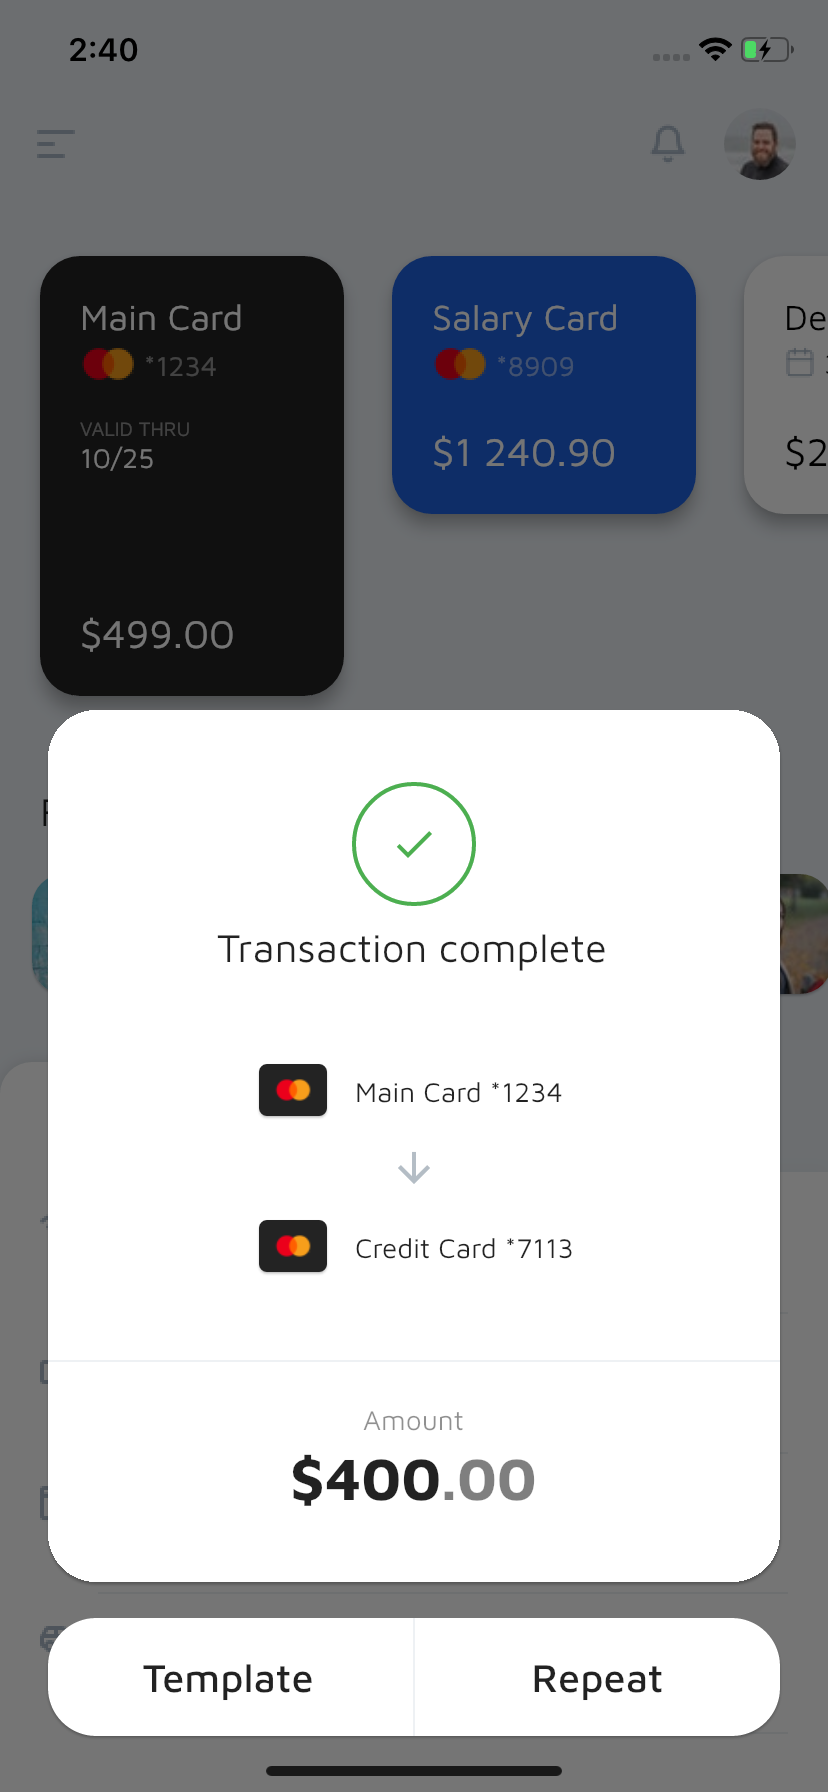 2:40
Main Card
*1234
VALID THRU
10/25
$499.00
Salary Card
*8909
$1 240.90
De
$2
Transaction complete
Main Card *1234
Credit Card *7113
Amount
$400.00
Template
Repeat